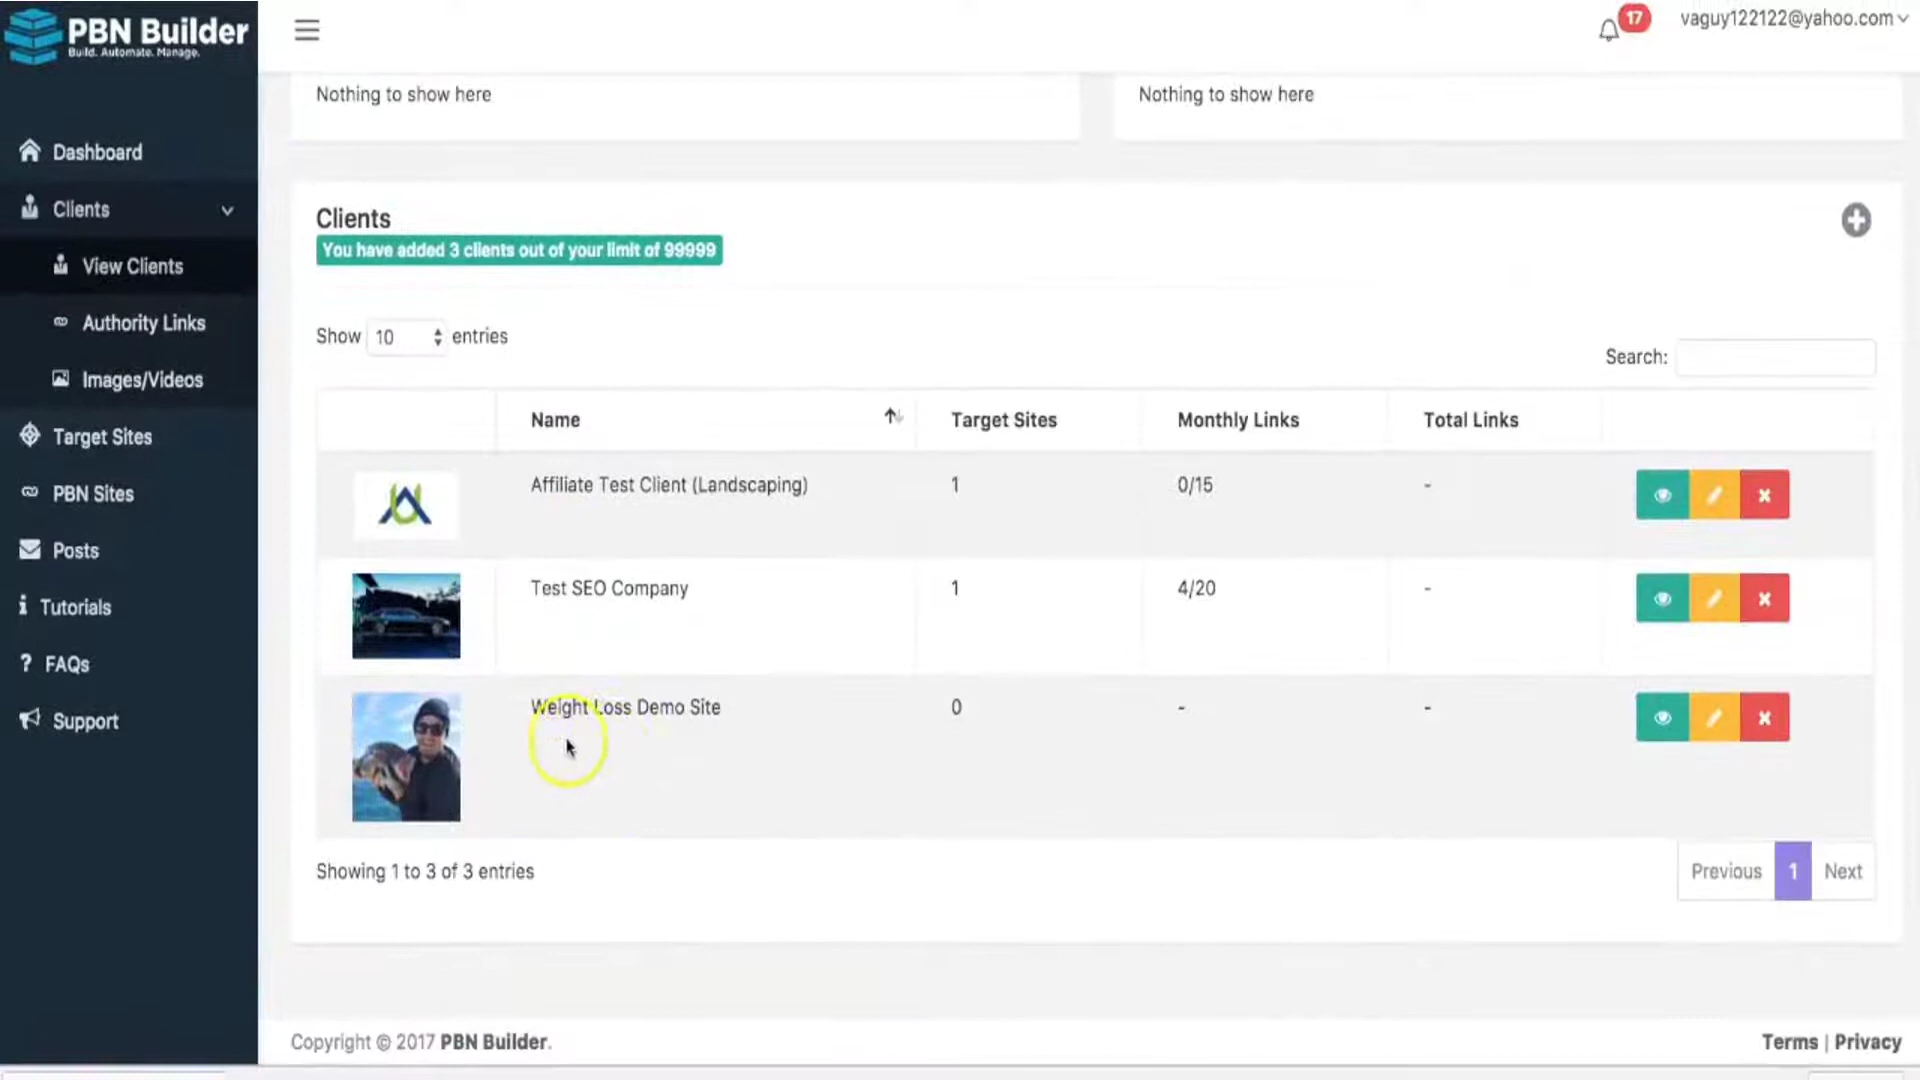 PBN Builder
Build. Automate. Manage.
17
vaguy122122@yahoo.com
Dashboard
Clients
View Clients
Authority Links
Images/Videos
Target Sites
PBN Sites
Posts
Tutorials
FAQs
Support
Nothing to show here
Nothing to show here
Clients
You have added 3 clients out of your limit of 99999
Show 10 entries
Search:
Name Target Sites Monthly Links Total Links
Affiliate Test Client (Landscaping) 1 0/15 -
Test SEO Company 1 4/20 -
Weight Loss Demo Site 0 - -
Showing 1 to 3 of 3 entries
Previous 1 Next
Copyright © 2017 PBN Builder.
Terms | Privacy